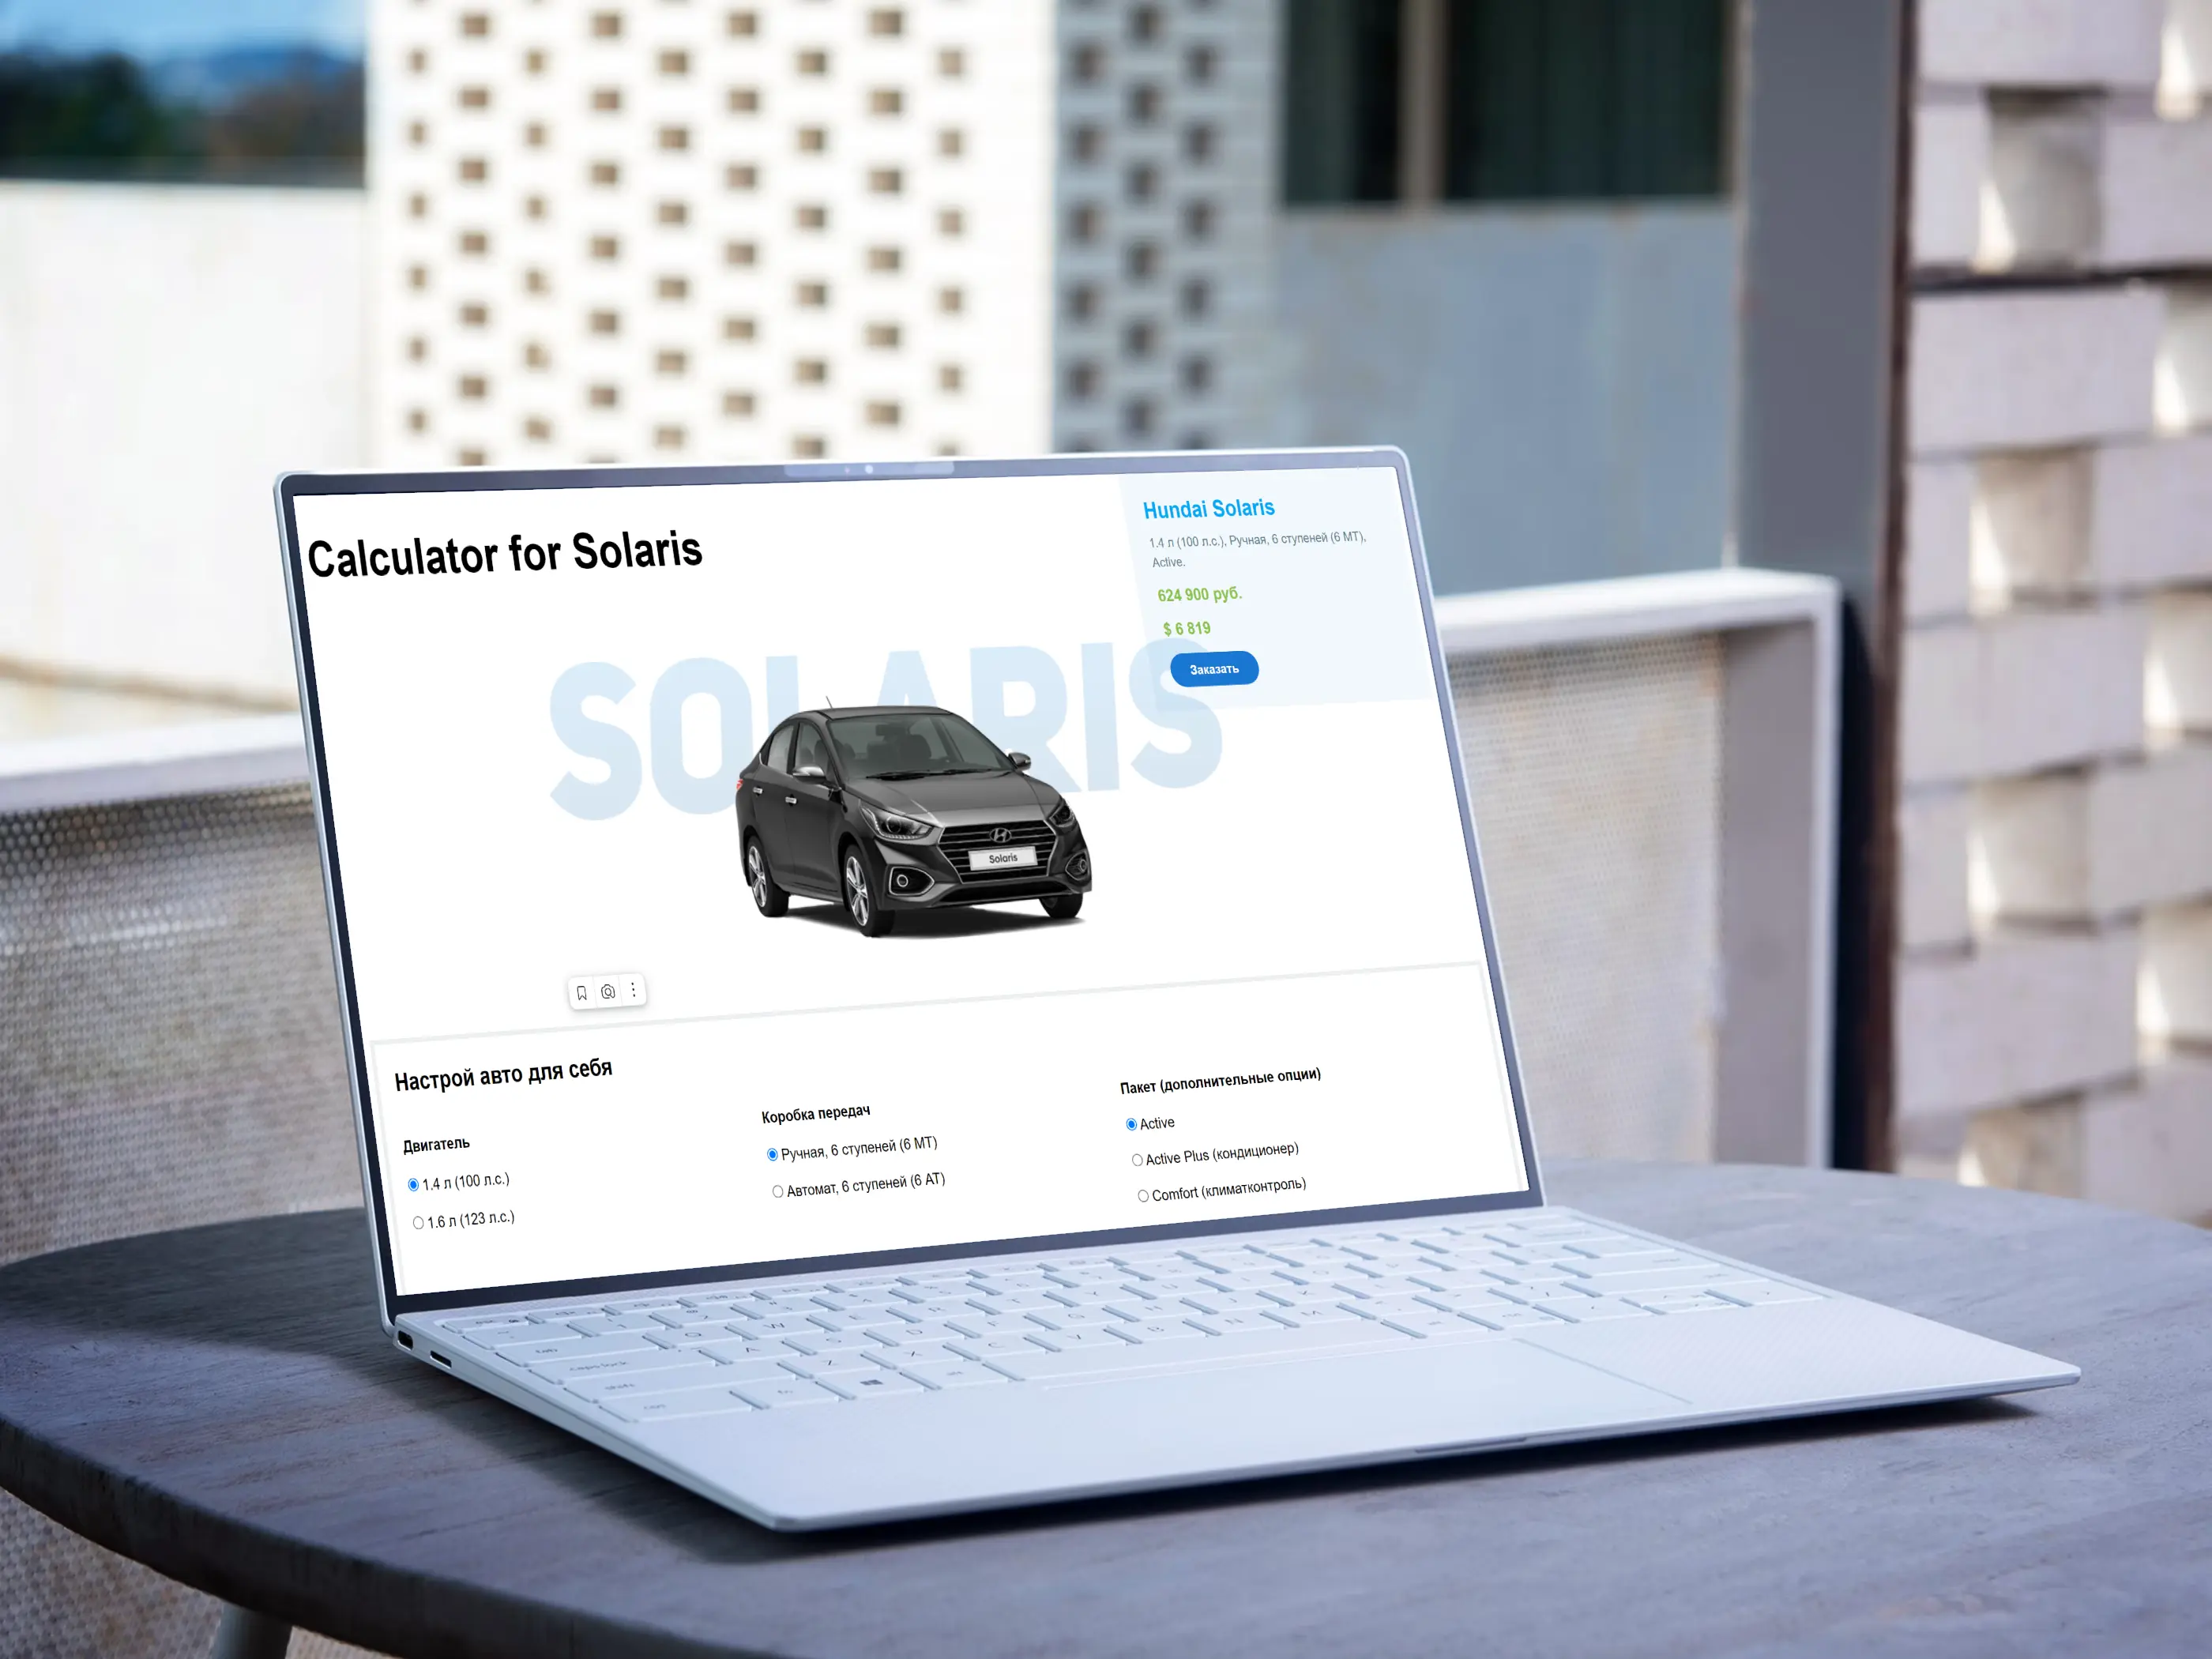 Calculator for Solaris
Hundai Solaris
1.4 л (100 л.с.), Ручная, 6 ступеней (6 МТ),
Active.
624 900 руб.
$ 6 819
Заказать
SOLARIS
Solaris
Настрой авто для себя
Двигатель
1.4 л (100 л.с.)
1.6 л (123 л.с.)
Коробка передач
Ручная, 6 ступеней (6 МТ)
Автомат, 6 ступеней (6 АТ)
Пакет (дополнительные опции)
Active
Active Plus (кондиционер)
Comfort (климатконтроль)